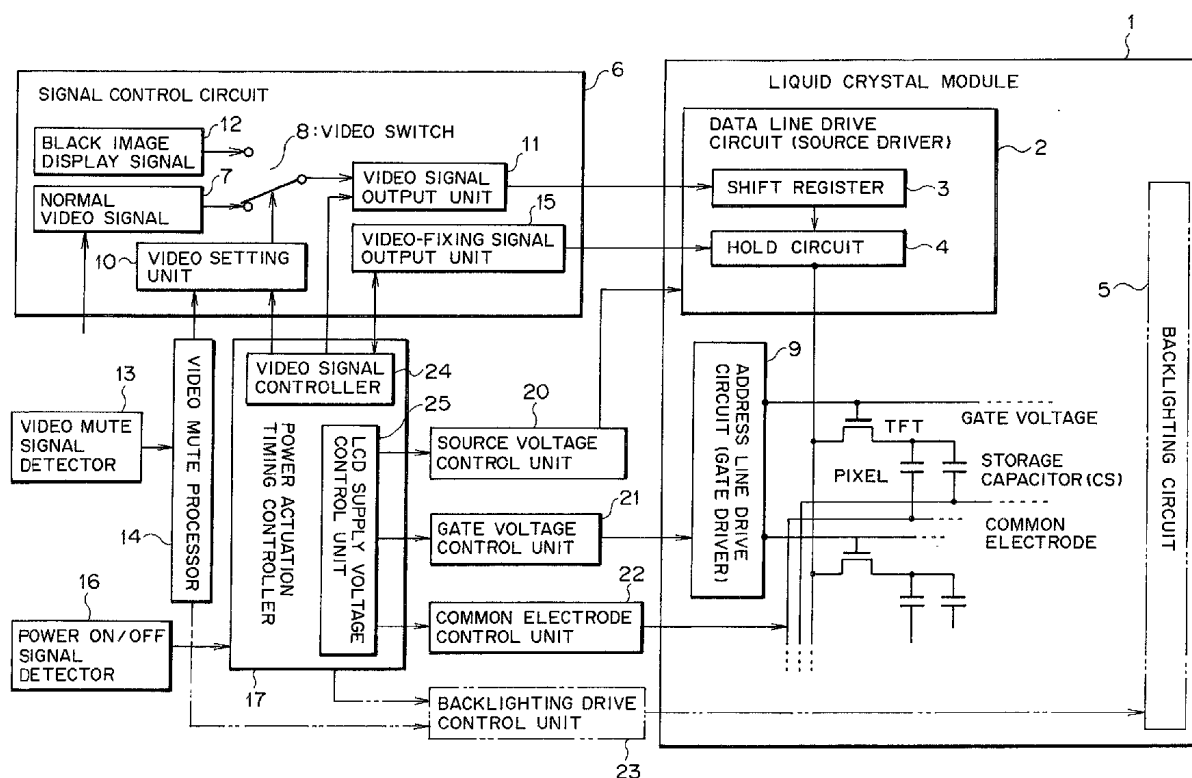 1
6
SIGNAL CONTROL CIRCUIT
12
BLACK IMAGE
DISPLAY SIGNAL
8:VIDEO SWITCH
7
NORMAL
VIDEO SIGNAL
11
VIDEO SIGNAL
OUTPUT UNIT
15
VIDEO-FIXING SIGNAL
OUTPUT UNIT
10
VIDEO SETTING
UNIT
LIQUID CRYSTAL MODULE
DATA LINE DRIVE
CIRCUIT (SOURCE DRIVER)
2
SHIFT REGISTER
3
HOLD CIRCUIT
4
5
BACKLIGHTING
CIRCUIT
13
VIDEO MUTE
SIGNAL
DETECTOR
VIDEO MUTE
PROCESSOR
14
16
POWER ON/OFF
SIGNAL
DETECTOR
VIDEO SIGNAL
CONTROLLER
24
25
POWER ACTUATION
TIMING CONTROLLER
LCD SUPPLY VOLTAGE
CONTROL UNIT
17
20
SOURCE VOLTAGE
CONTROL UNIT
21
GATE VOLTAGE
CONTROL UNIT
22
COMMON ELECTRODE
CONTROL UNIT
BACKLIGHTING DRIVE
CONTROL UNIT
23
9
ADDRESS LINE DRIVE
CIRCUIT (GATE DRIVER)
GATE VOLTAGE
TFT
PIXEL
STORAGE
CAPACITOR (CS)
COMMON
ELECTRODE